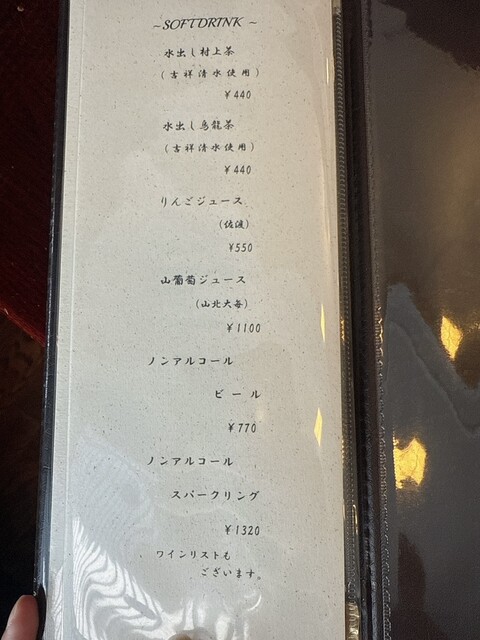 ~SOFTDRINK ~
水出し村上茶
(吉祥清水使用)
¥440
水出し烏龍茶
(吉祥清水使用)
¥440
りんごジュース
(佐渡)
¥550
山葡萄ジュース
(山北大毎)
¥1100
ノンアルコール
ビール
¥770
ノンアルコール
スパークリング
¥1320
ワインリストも
ございます。